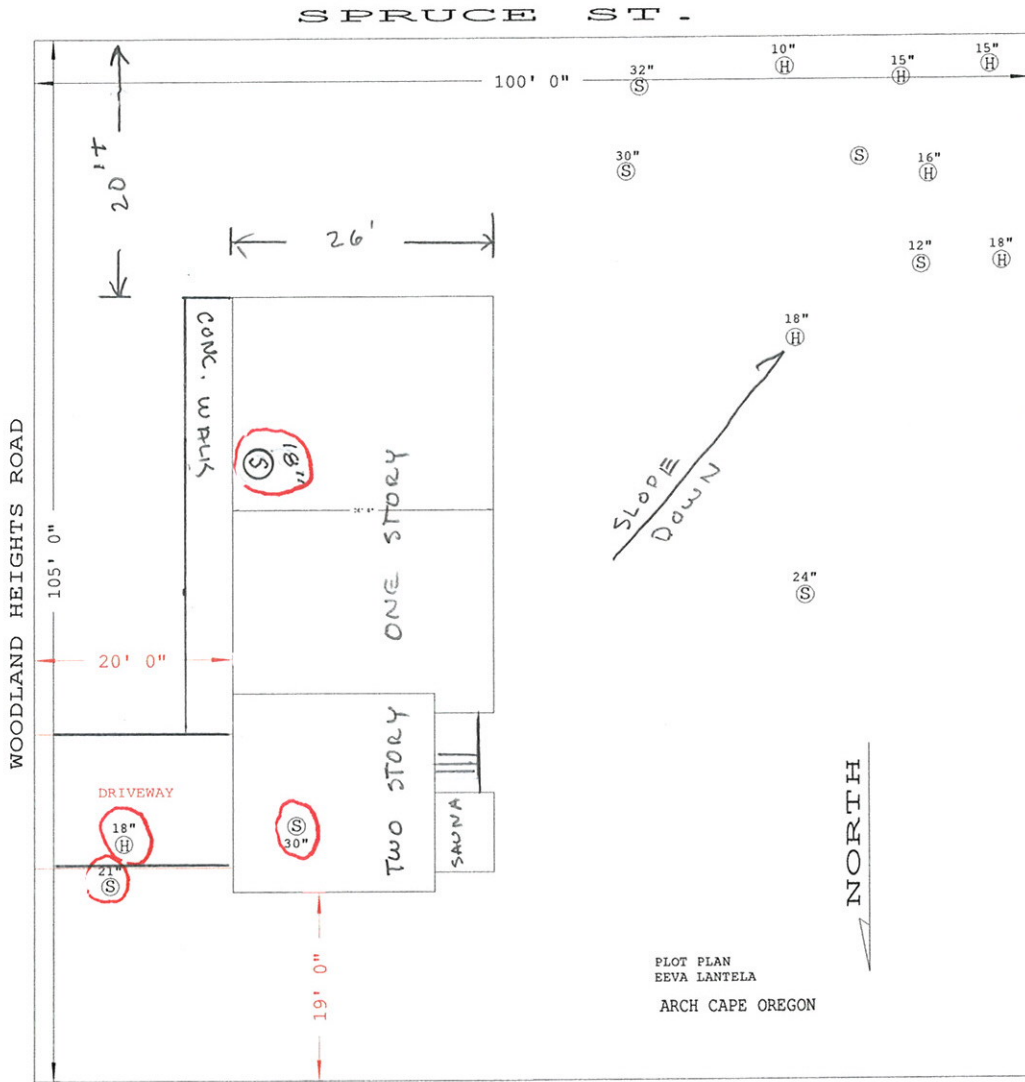 SPRUCE ST.
100' 0"
32"
S
10"
H
15"
H
15"
H
20'±
30"
S
S
16"
H
26'
12"
S
18"
H
18"
H
CONC. WALK
18"
S
ONE STORY
SLOPE
DOWN
WOODLAND HEIGHTS ROAD
105' 0"
24"
S
20' 0"
TWO STORY
SAUNA
DRIVEWAY
18"
H
21"
S
S
30"
19' 0"
NORTH
PLOT PLAN
EEVA LANTELA
ARCH CAPE OREGON